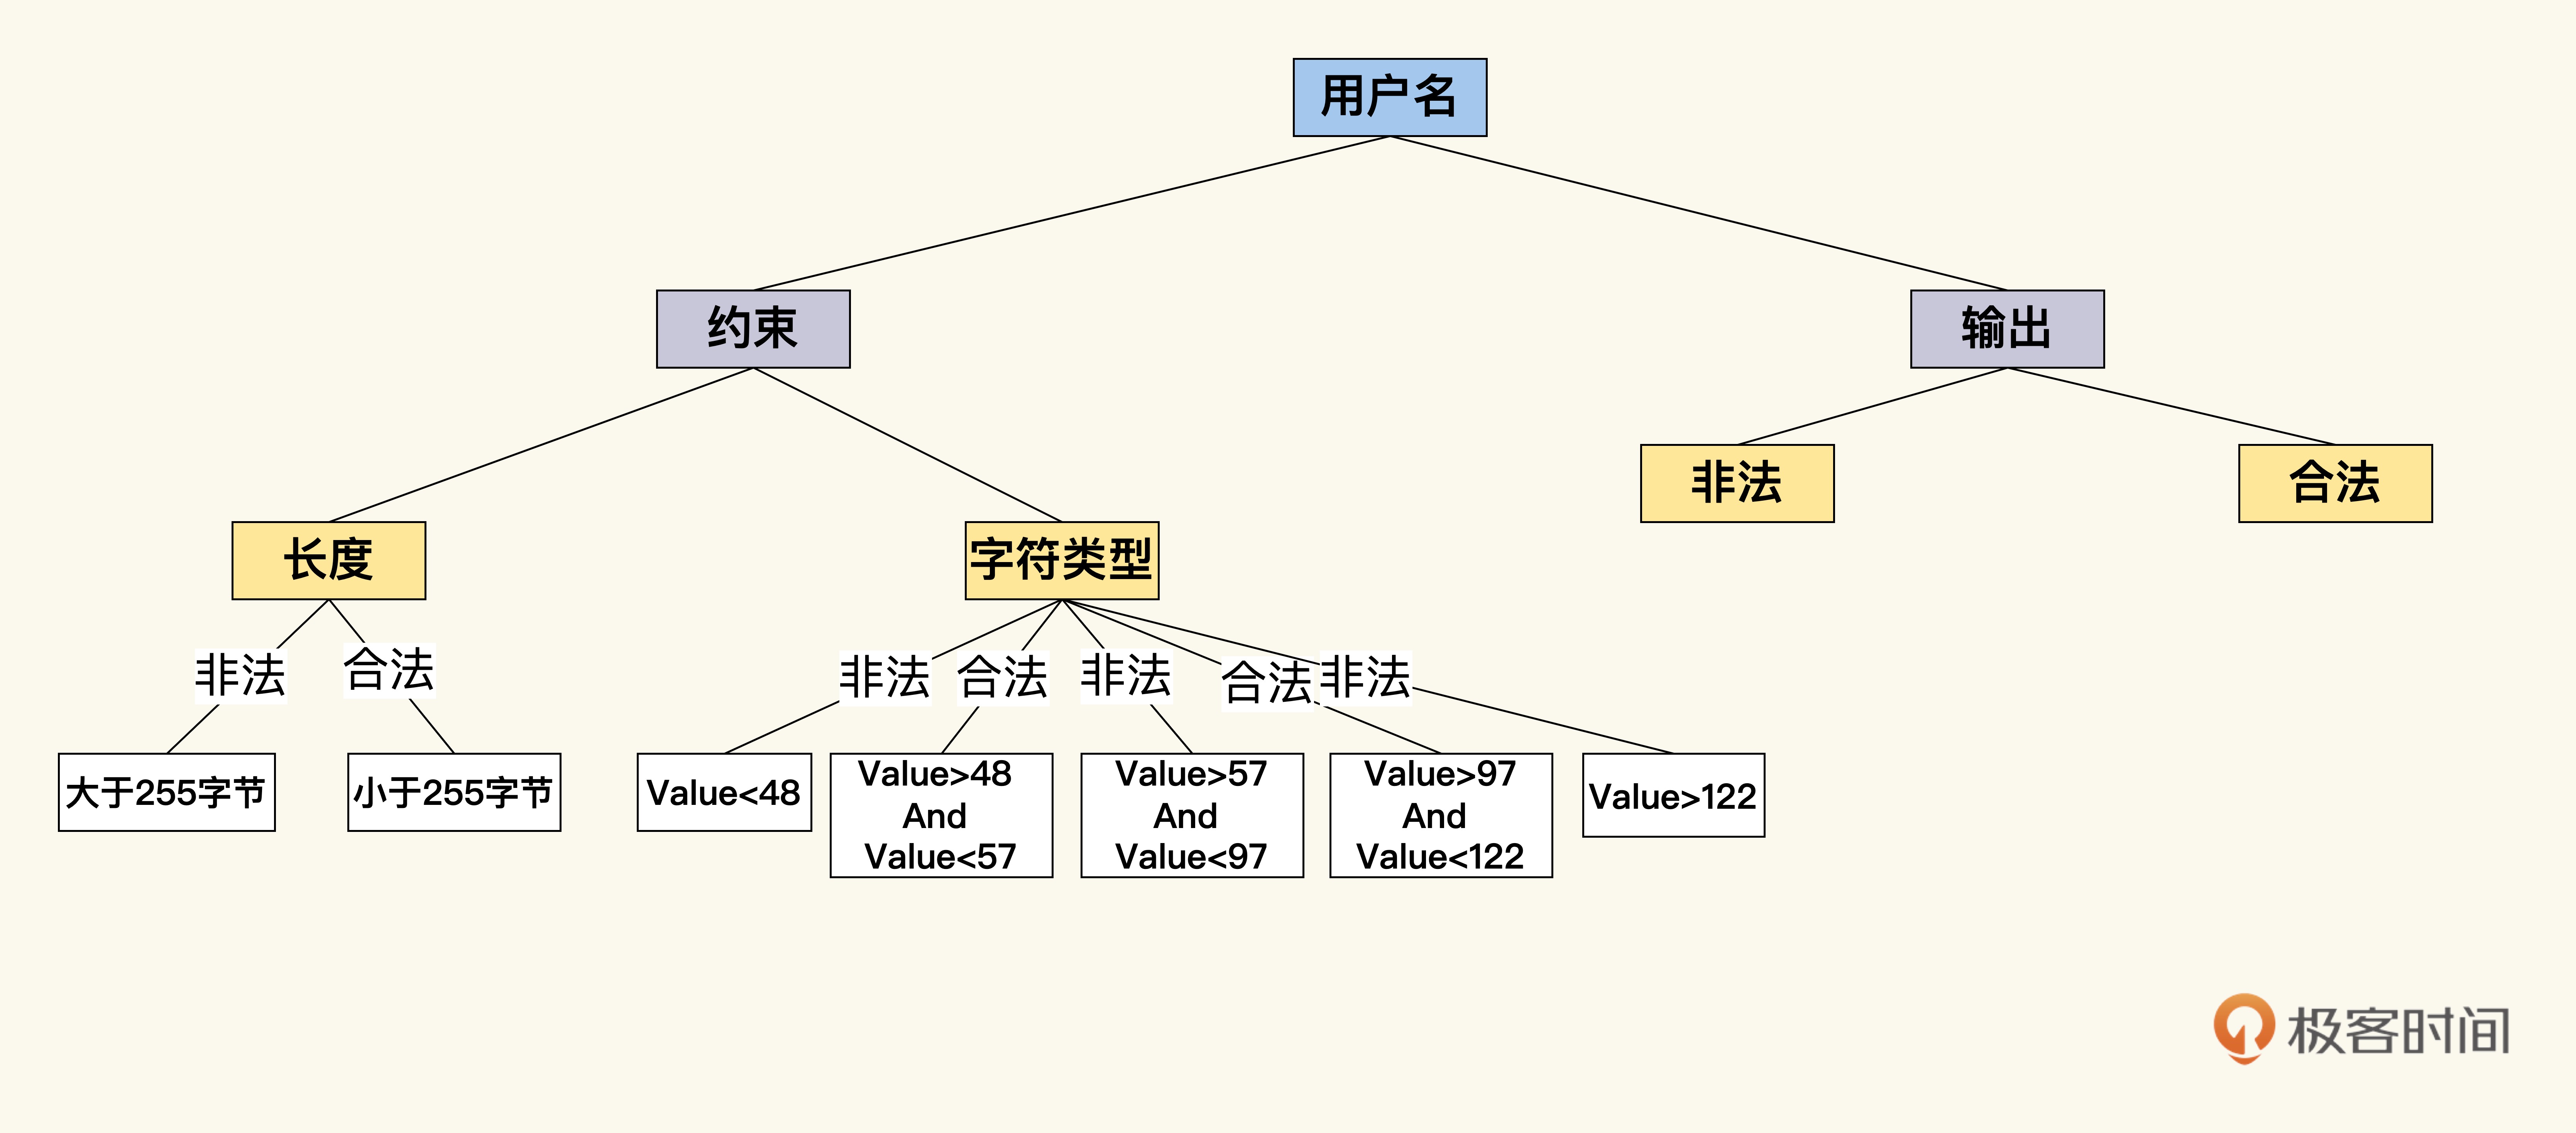 用户名
约束
输出
非法
合法
长度
字符类型
非法
合法
非法
合法
非法
合法
非法
大于255字节
小于255字节
Value<48
Value>48
And
Value<57
Value>57
And
Value<97
Value>97
And
Value<122
Value>122
极客时间